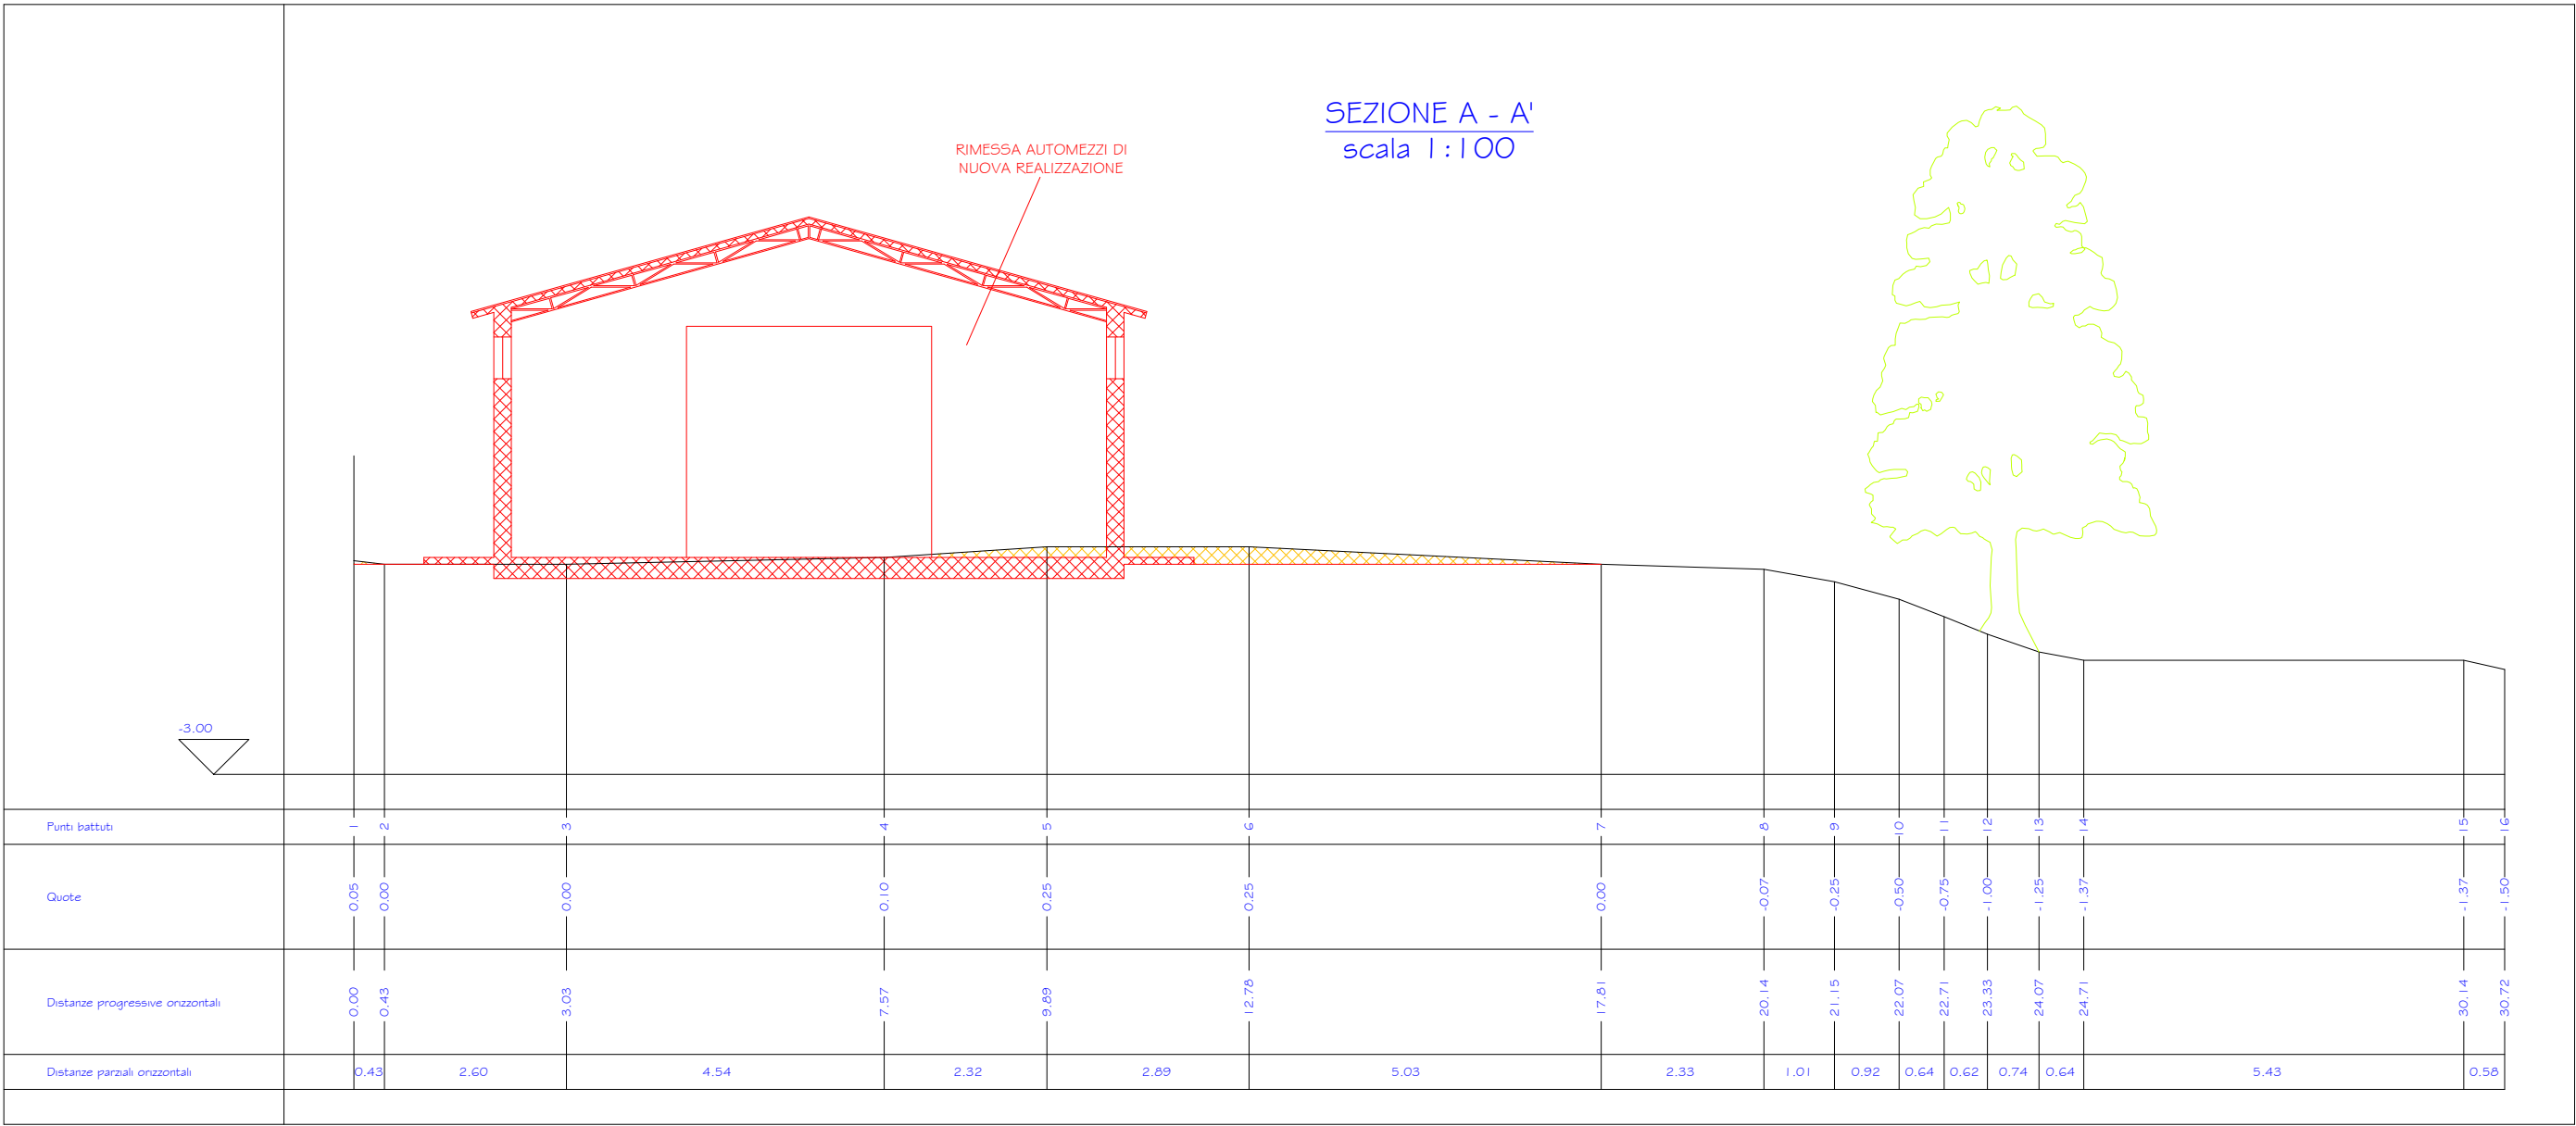 SEZIONE A - A'
scala 1:100
RIMESSA AUTOMEZZI DI
NUOVA REALIZZAZIONE
-3.00
Punti battuti 1 2 3 4 5 6 7 8 9 10 11 12 13 14 15 16
Quote 0.05 0.00 0.00 0.10 0.25 0.25 0.00 -0.07 -0.25 -0.50 -0.75 -1.00 -1.25 -1.37 -1.37 -1.50
Distanze progressive orizzontali 0.00 0.43 3.03 7.57 9.89 12.78 17.81 20.14 21.15 22.07 22.71 23.33 24.07 24.71 30.14 30.72
Distanze parziali orizzontali 0.43 2.60 4.54 2.32 2.89 5.03 2.33 1.01 0.92 0.64 0.62 0.74 0.64 5.43 0.58